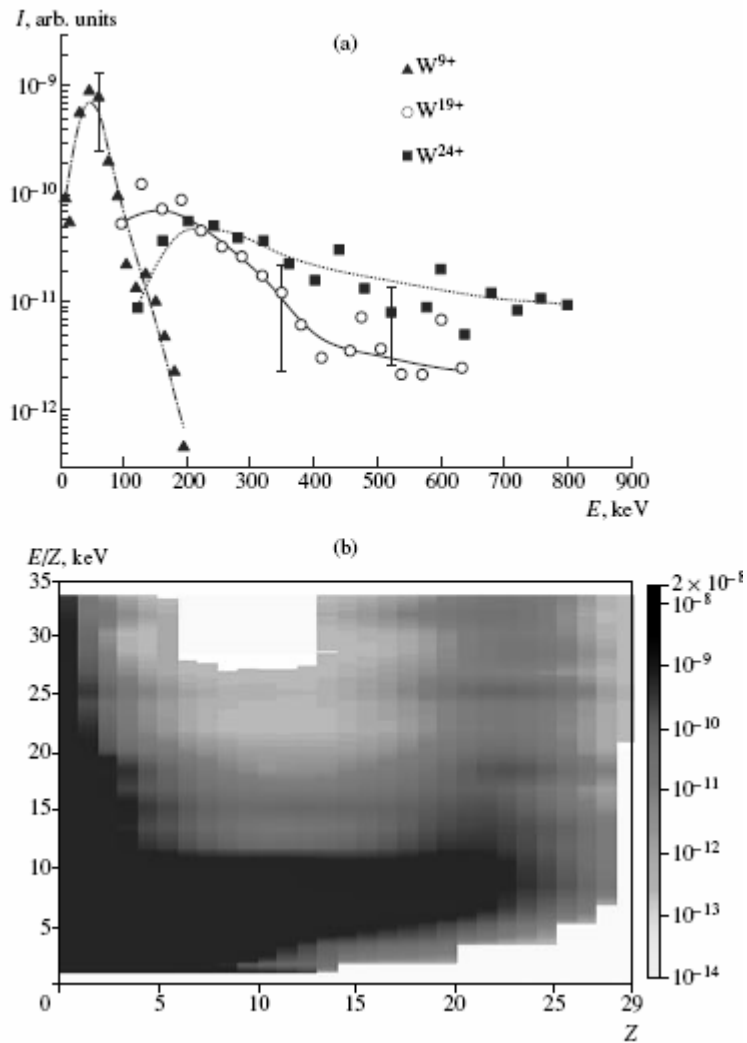 I, arb. units
(a)
W⁹⁺
W¹⁹⁺
W²⁴⁺
10⁻⁹
10⁻¹⁰
10⁻¹¹
10⁻¹²
0 100 200 300 400 500 600 700 800 900
E, keV
E/Z, keV
(b)
35
30
25
20
15
10
5
0
5 10 15 20 25 29
Z
2 × 10⁻⁸
10⁻⁸
10⁻⁹
10⁻¹⁰
10⁻¹¹
10⁻¹²
10⁻¹³
10⁻¹⁴